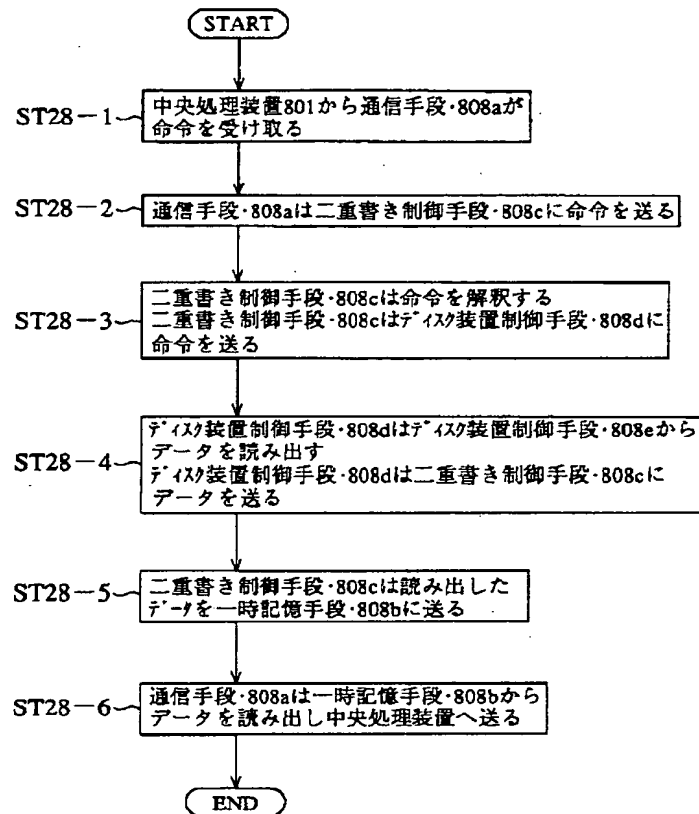 START
ST28-1
中央処理装置801から通信手段・808aが
命令を受け取る
ST28-2
通信手段・808aは二重書き制御手段・808cに命令を送る
ST28-3
二重書き制御手段・808cは命令を解釈する
二重書き制御手段・808cはディスク装置制御手段・808dに
命令を送る
ST28-4
ディスク装置制御手段・808dはディスク装置制御手段・808eから
データを読み出す
ディスク装置制御手段・808dは二重書き制御手段・808cに
データを送る
ST28-5
二重書き制御手段・808cは読み出した
データを一時記憶手段・808bに送る
ST28-6
通信手段・808aは一時記憶手段・808bから
データを読み出し中央処理装置へ送る
END